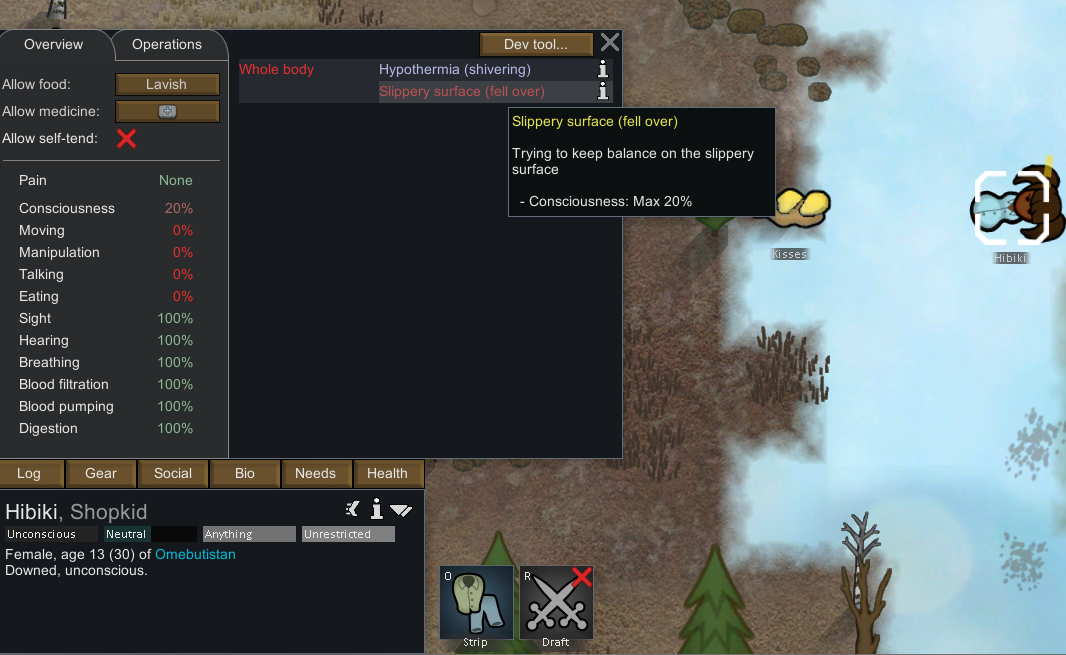 Overview
Operations
Dev tool...
Allow food:
Lavish
Allow medicine:
Allow self-tend:
Whole body
Hypothermia (shivering)
Slippery surface (fell over)
Slippery surface (fell over)
Trying to keep balance on the slippery
surface
- Consciousness: Max 20%
Pain None
Consciousness 20%
Moving 0%
Manipulation 0%
Talking 0%
Eating 0%
Sight 100%
Hearing 100%
Breathing 100%
Blood filtration 100%
Blood pumping 100%
Digestion 100%
Kisses
Hibiki
Log
Gear
Social
Bio
Needs
Health
Hibiki, Shopkid
Unconscious
Neutral
Anything
Unrestricted
Female, age 13 (30) of Omebutistan
Downed, unconscious.
O
Strip
R
Draft